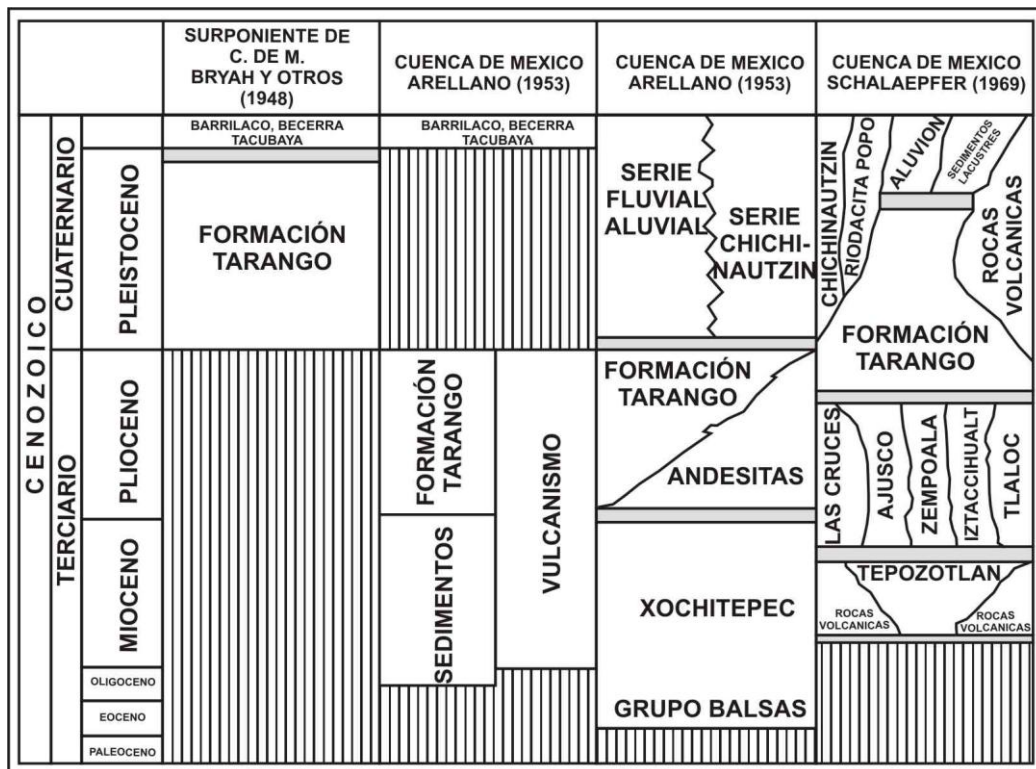 SURPONIENTE DE
C. DE M.
BRYAH Y OTROS
(1948)
CUENCA DE MEXICO
ARELLANO (1953)
CUENCA DE MEXICO
ARELLANO (1953)
CUENCA DE MEXICO
SCHALAEPFER (1969)
CENOZOICO
CUATERNARIO
TERCIARIO
PLEISTOCENO
PLIOCENO
MIOCENO
OLIGOCENO
EOCENO
PALEOCENO
BARRILACO, BECERRA
TACUBAYA
FORMACIÓN
TARANGO
BARRILACO, BECERRA
TACUBAYA
FORMACIÓN
TARANGO
SEDIMENTOS
VULCANISMO
SERIE
FLUVIAL
ALUVIAL
SERIE
CHICHI-
NAUTZIN
FORMACIÓN
TARANGO
ANDESITAS
XOCHITEPEC
GRUPO BALSAS
CHICHINAUTZIN
RIODACITA POPO
ALUVION
SEDIMENTOS
LACUSTRES
ROCAS
VOLCANICAS
FORMACIÓN
TARANGO
LAS CRUCES
AJUSCO
ZEMPOALA
IZTACCIHUALT
TLALOC
TEPOZOTLAN
ROCAS
VOLCANICAS
ROCAS
VOLCANICAS